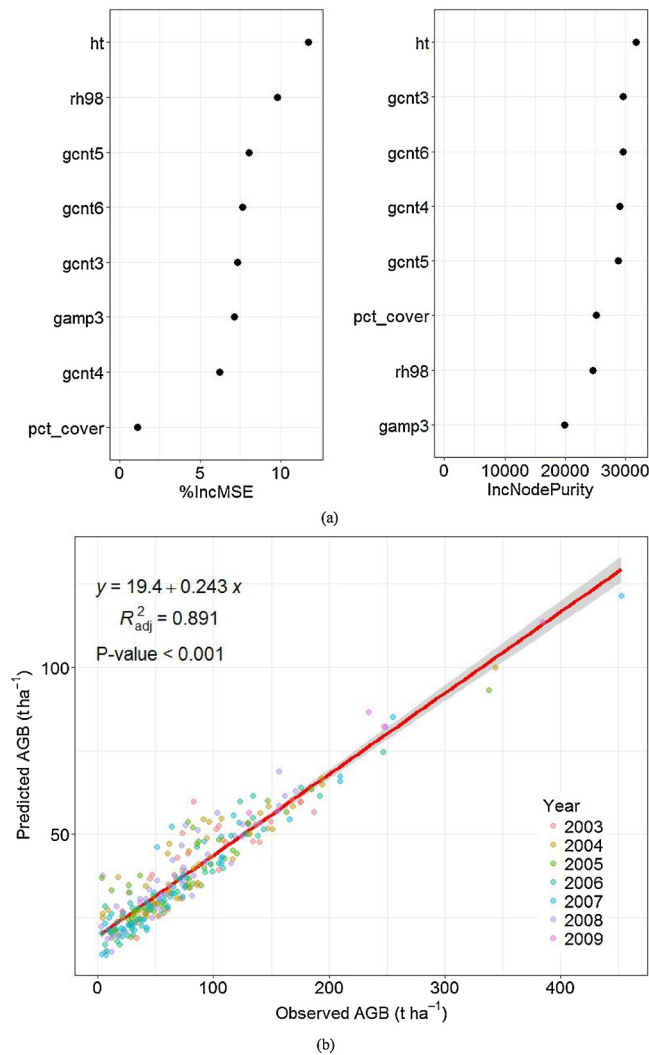 ht
rh98
gcnt5
gcnt6
gcnt3
gamp3
gcnt4
pct_cover
0 5 10
%IncMSE
ht
gcnt3
gcnt6
gcnt4
gcnt5
pct_cover
rh98
gamp3
0 10000 20000 30000
IncNodePurity
(a)
y = 19.4 + 0.243 x
R²adj = 0.891
P-value < 0.001
100
50
Predicted AGB (t ha⁻¹)
Year
2003
2004
2005
2006
2007
2008
2009
0 100 200 300 400
Observed AGB (t ha⁻¹)
(b)